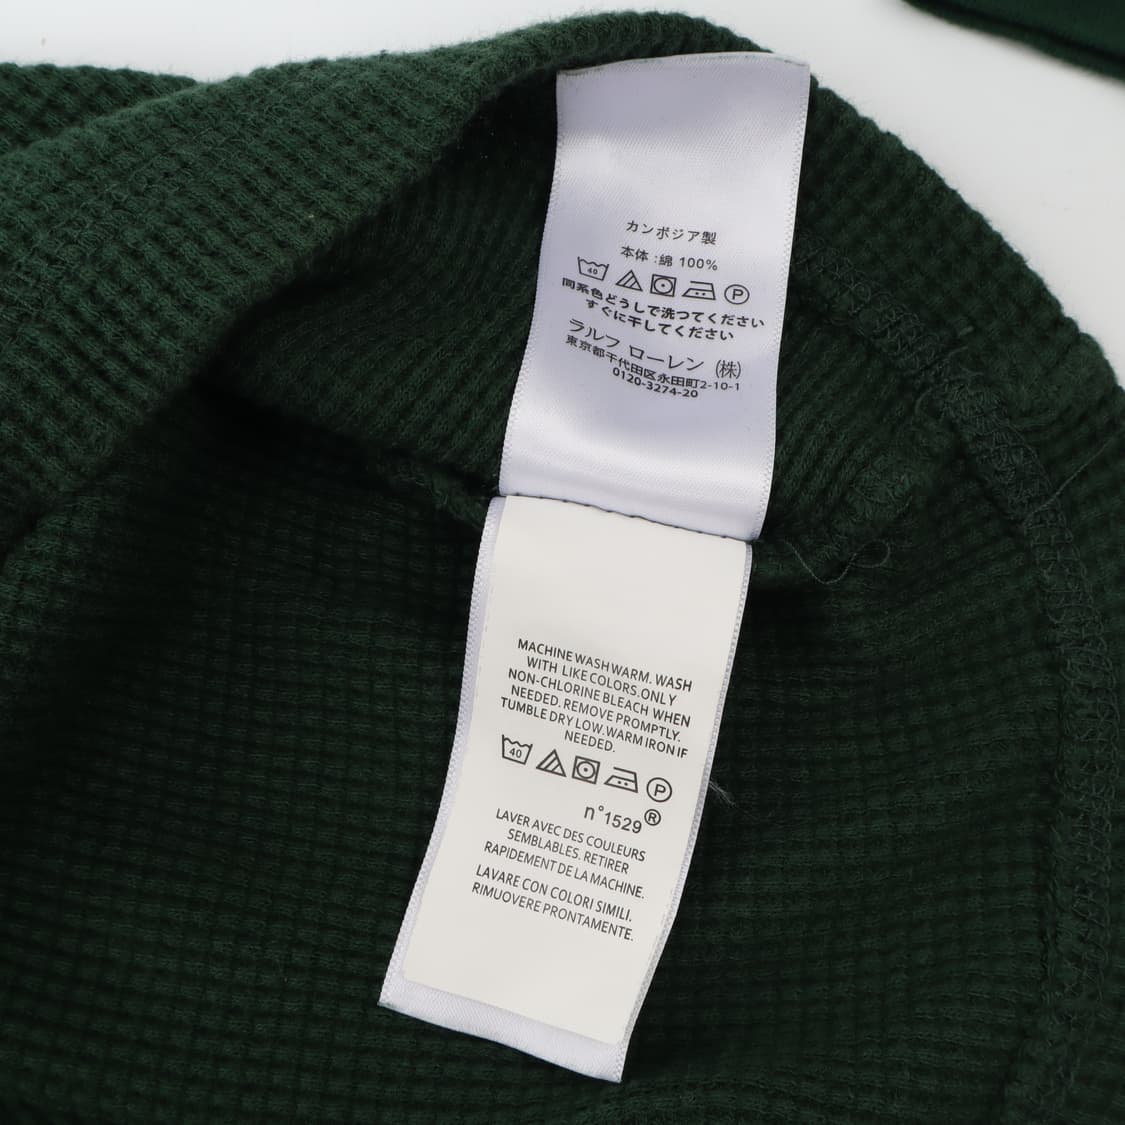 カンボジア製
本体:綿 100%
40 P
同系色どうしで洗つてください
すぐに干してください
ラルフ ローレン (株)
東京都千代田区永田町2-10-1
0120-3274-20
MACHINE WASH WARM. WASH
WITH LIKE COLORS.ONLY
NON-CHLORINE BLEACH WHEN
NEEDED. REMOVE PROMPTLY.
TUMBLE DRY LOW.WARM IRON IF
NEEDED.
40 P
n°1529®
LAVER AVEC DES COULEURS
SEMBLABLES. RETIRER
RAPIDEMENT DE LA MACHINE.
LAVARE CON COLORI SIMILI.
RIMUOVERE PRONTAMENTE.